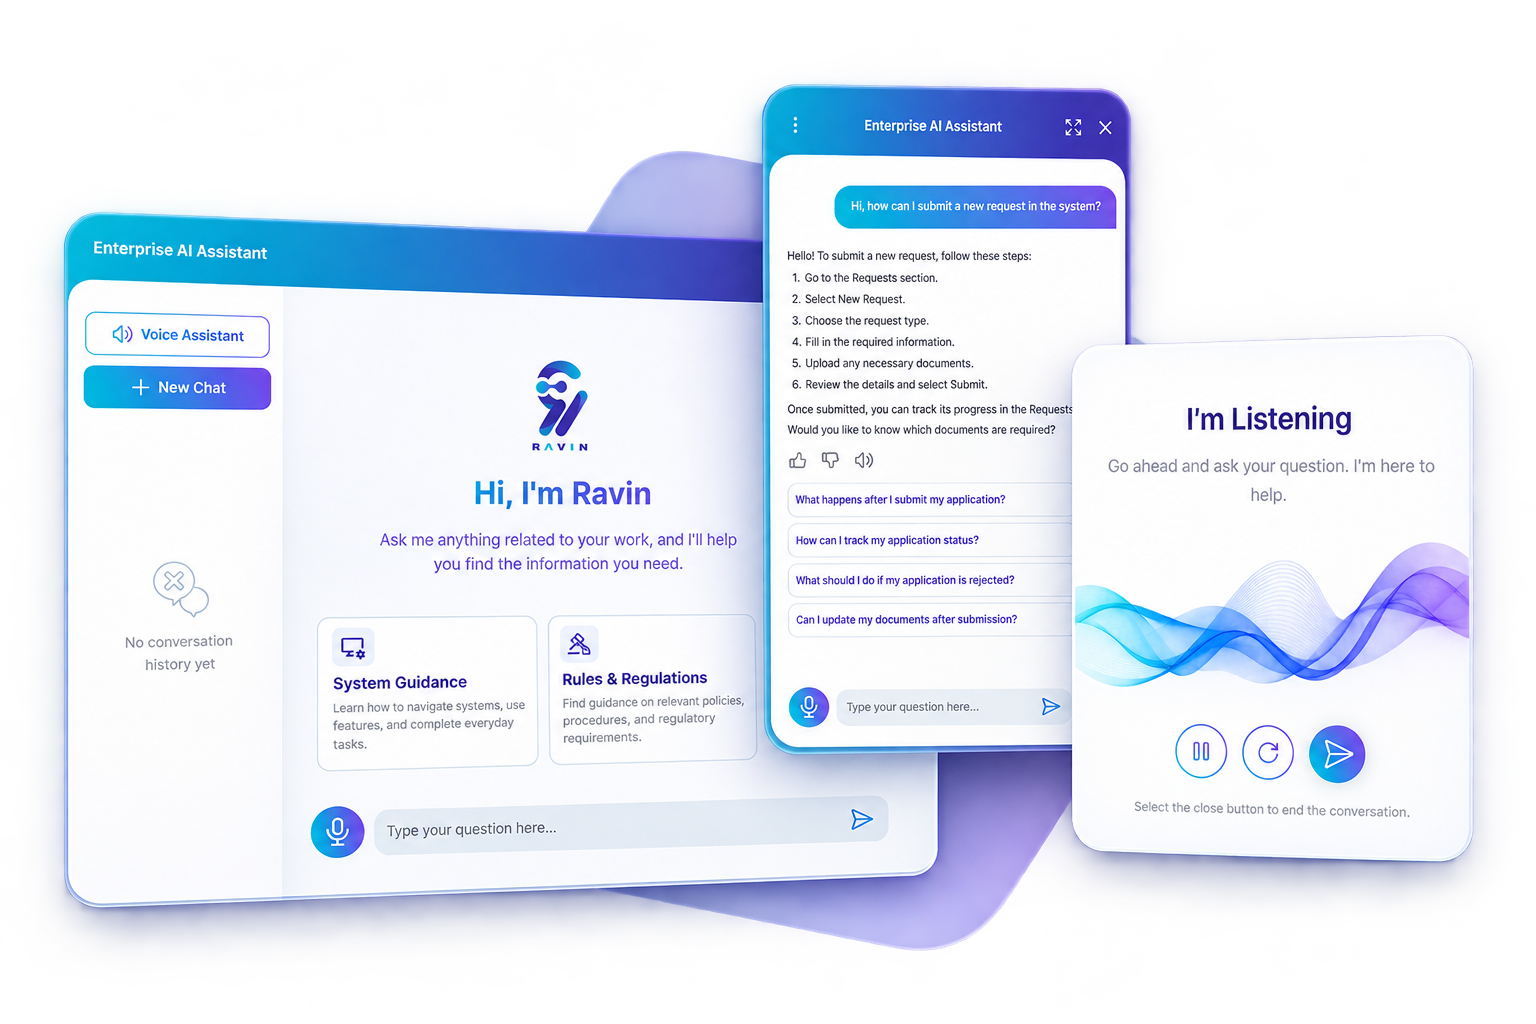 Enterprise AI Assistant
Voice Assistant
New Chat
No conversation
history yet
RAVIN
Hi, I'm Ravin
Ask me anything related to your work, and I'll help
you find the information you need.
System Guidance
Learn how to navigate systems, use
features, and complete everyday
tasks.
Rules & Regulations
Find guidance on relevant policies,
procedures, and regulatory
requirements.
Type your question here...
Enterprise AI Assistant
Hi, how can I submit a new request in the system?
Hello! To submit a new request, follow these steps:
1. Go to the Requests section.
2. Select New Request.
3. Choose the request type.
4. Fill in the required information.
5. Upload any necessary documents.
6. Review the details and select Submit.
Once submitted, you can track its progress in the Requests
Would you like to know which documents are required?
What happens after I submit my application?
How can I track my application status?
What should I do if my application is rejected?
Can I update my documents after submission?
Type your question here...
I'm Listening
Go ahead and ask your question. I'm here to
help.
Select the close button to end the conversation.